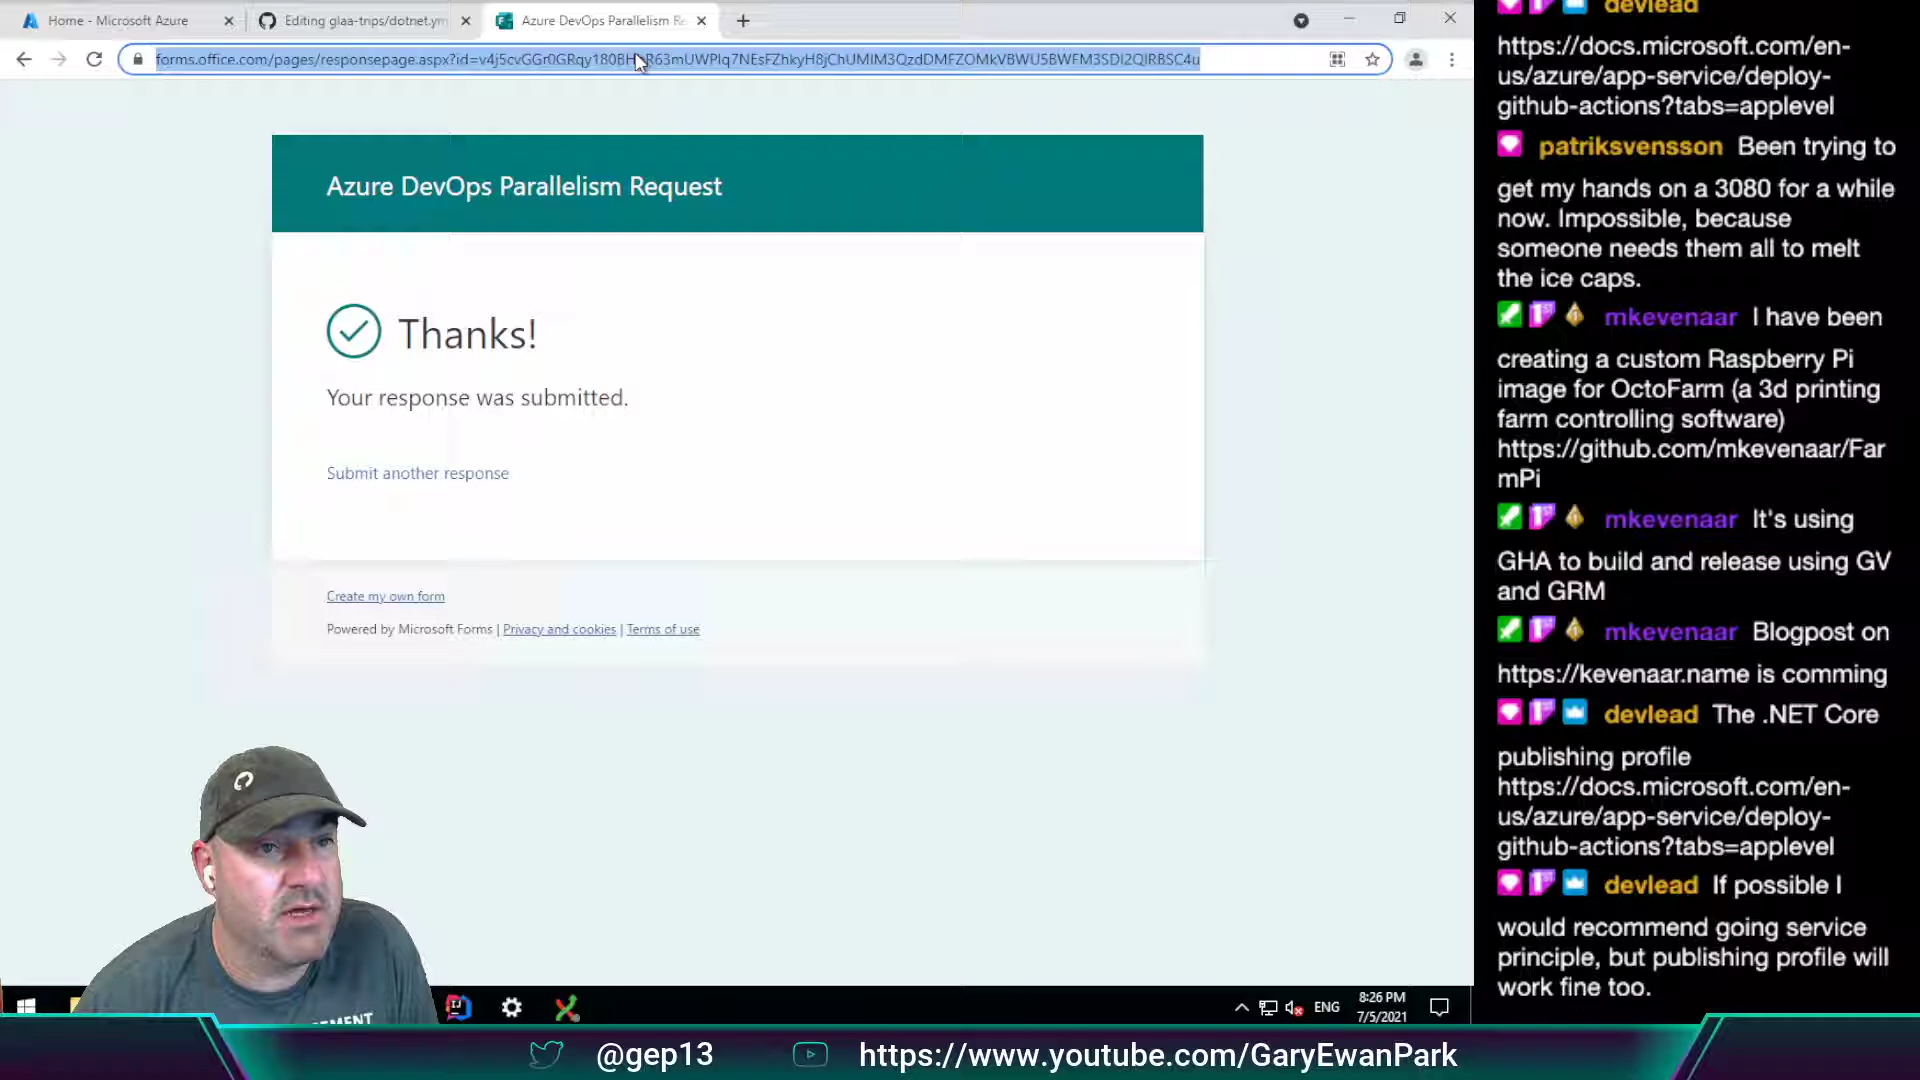 Home - Microsoft Azure
Editing glaa-tnps/dotnet.ym
Azure DevOps Parallelism Re
forms.office.com/pages/responsepage.aspx?id=
Azure DevOps Parallelism Request
Thanks!
Your response was submitted.
Submit another response
Create my own form
Powered by Microsoft Forms | Privacy and cookies | Terms of use
ENG
8:26 PM
7/5/2021
@gep13
https://www.youtube.com/GaryEwanPark
devlead
https://docs.microsoft.com/en-
us/azure/app-service/deploy-
github-actions?tabs=applevel
patriksvensson Been trying to
get my hands on a 3080 for a while
now. Impossible, because
someone needs them all to melt
the ice caps.
mkevenaar I have been
creating a custom Raspberry Pi
image for OctoFarm (a 3d printing
farm controlling software)
https://github.com/mkevenaar/Far
mPi
mkevenaar It's using
GHA to build and release using GV
and GRM
mkevenaar Blogpost on
https://kevenaar.name is comming
devlead The .NET Core
publishing profile
https://docs.microsoft.com/en-
us/azure/app-service/deploy-
github-actions?tabs=applevel
devlead If possible I
would recommend going service
principle, but publishing profile will
work fine too.